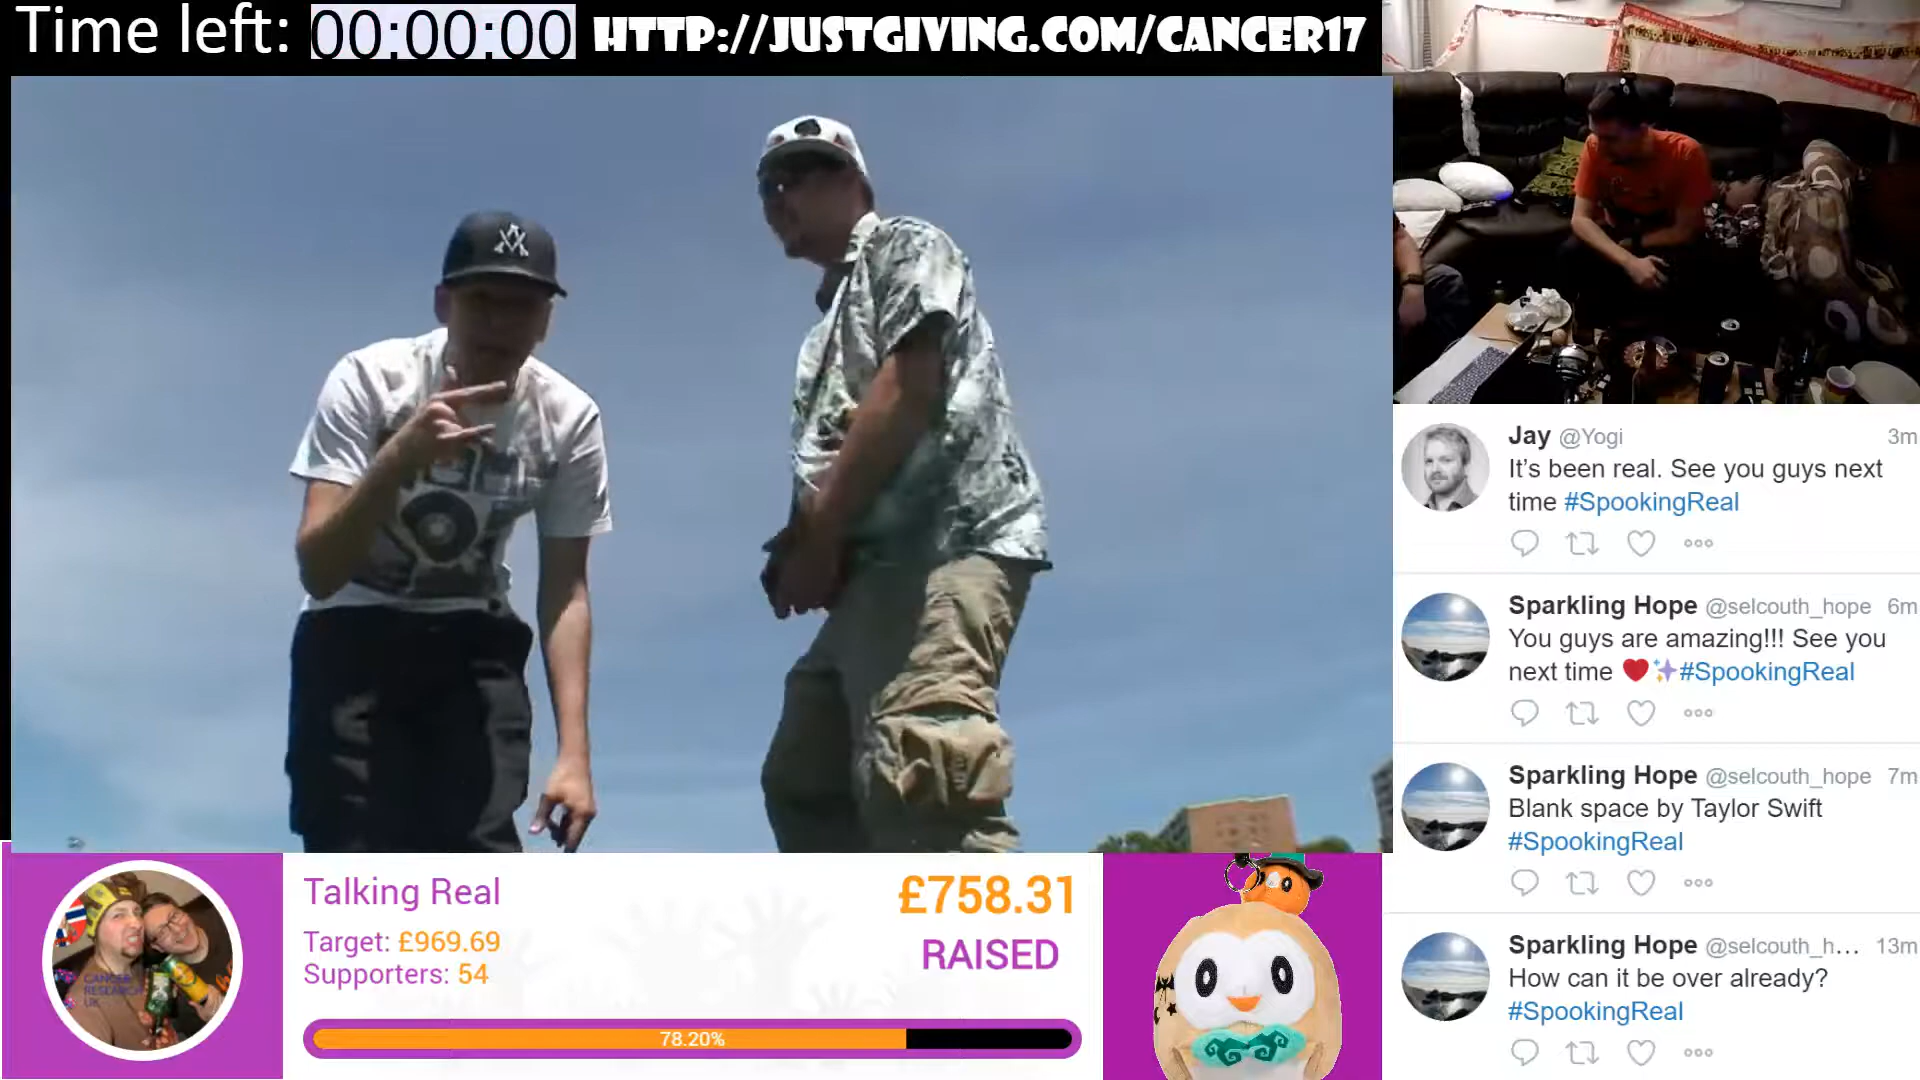 Time left: 00:00:00 HTTP://JUSTGIVING.COM/CANCER17
Jay @Yogi 3m
It's been real. See you guys next
time #SpookingReal
Sparkling Hope @selcouth_hope 6m
You guys are amazing!!! See you
next time ❤️✨#SpookingReal
Sparkling Hope @selcouth_hope 7m
Blank space by Taylor Swift
#SpookingReal
Sparkling Hope @selcouth_h... 13m
How can it be over already?
#SpookingReal
Talking Real
Target: £969.69
Supporters: 54
£758.31
RAISED
78.20%
CANCER
RESEARCH
UK